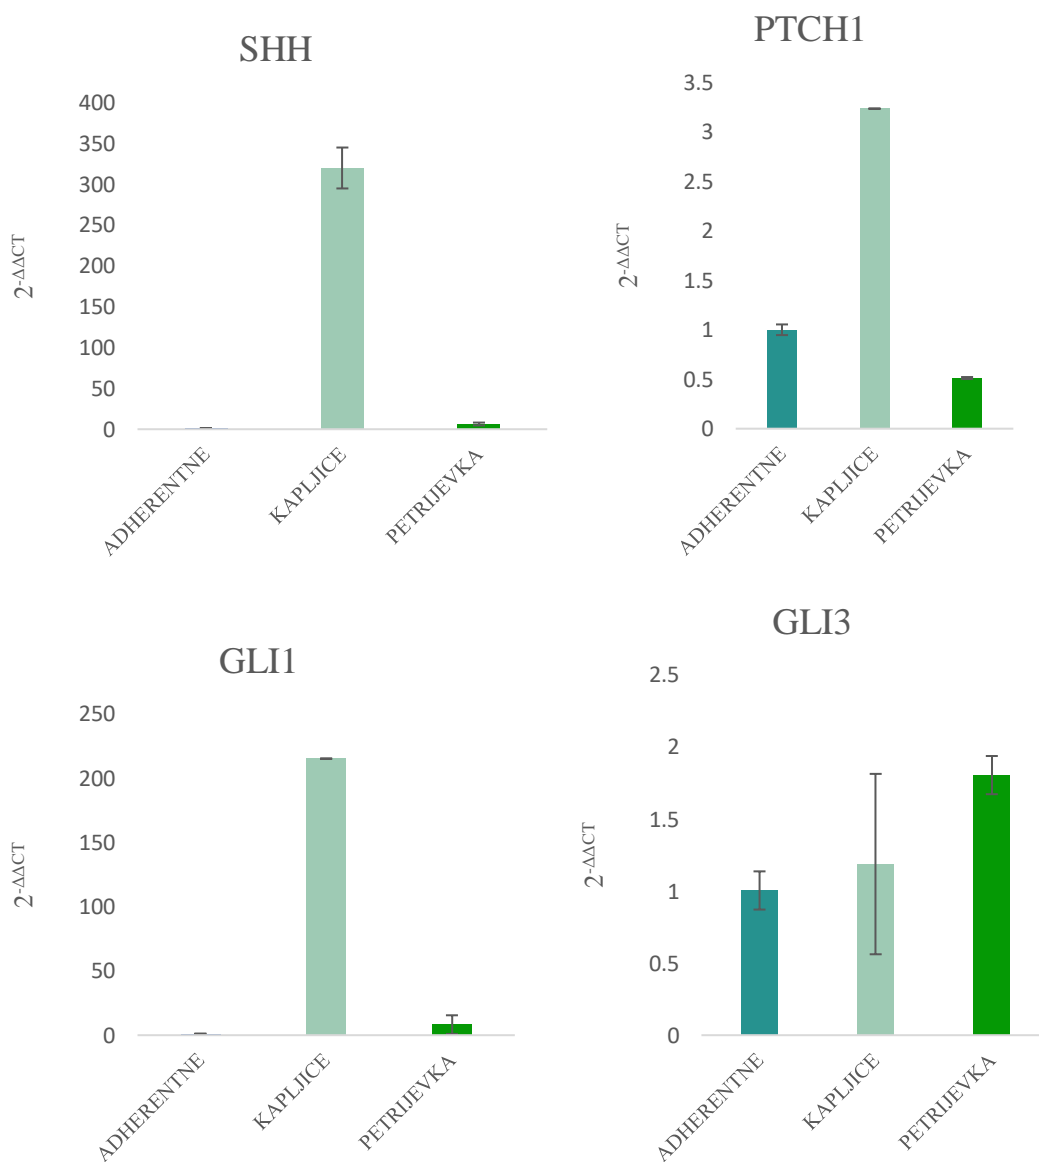 SHH
400
350
300
250
200
150
100
50
0
2^-ΔΔCT
ADHERENTNE
KAPLJICE
PETRIJEVKA
PTCH1
3.5
3
2.5
2
1.5
1
0.5
0
2^-ΔΔCT
ADHERENTNE
KAPLJICE
PETRIJEVKA
GLI1
250
200
150
100
50
0
2^-ΔΔCT
ADHERENTNE
KAPLJICE
PETRIJEVKA
GLI3
2.5
2
1.5
1
0.5
0
2^-ΔΔCT
ADHERENTNE
KAPLJICE
PETRIJEVKA